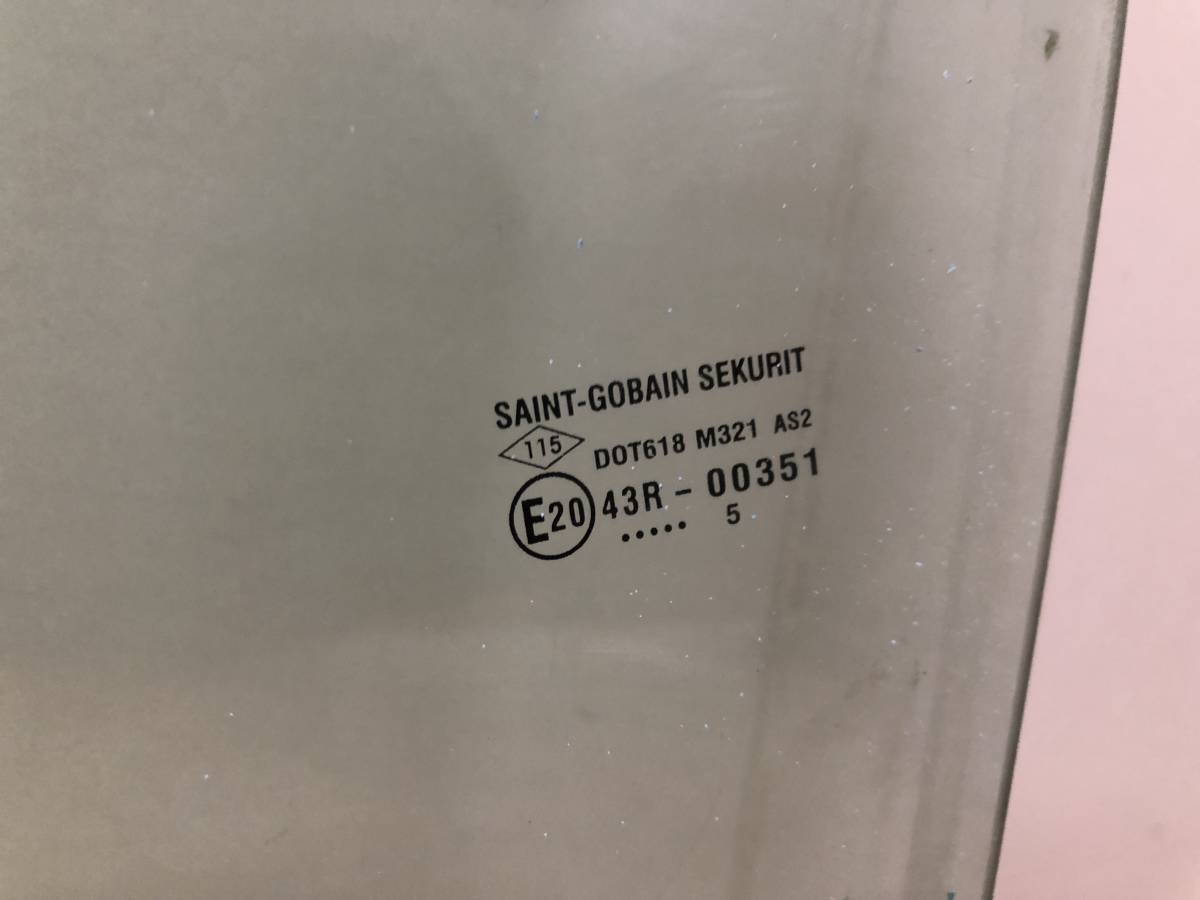 SAINT-GOBAIN SEKURIT
115 DOT618 M321 AS2
E20 43R - 00351
..... 5